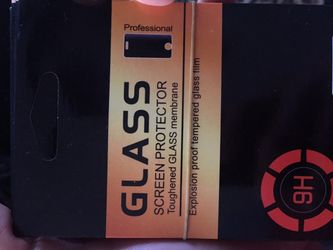 Professional
GLASS
SCREEN PROTECTOR
Toughened GLASS membrane
Explosion proof tempered glass film
9H